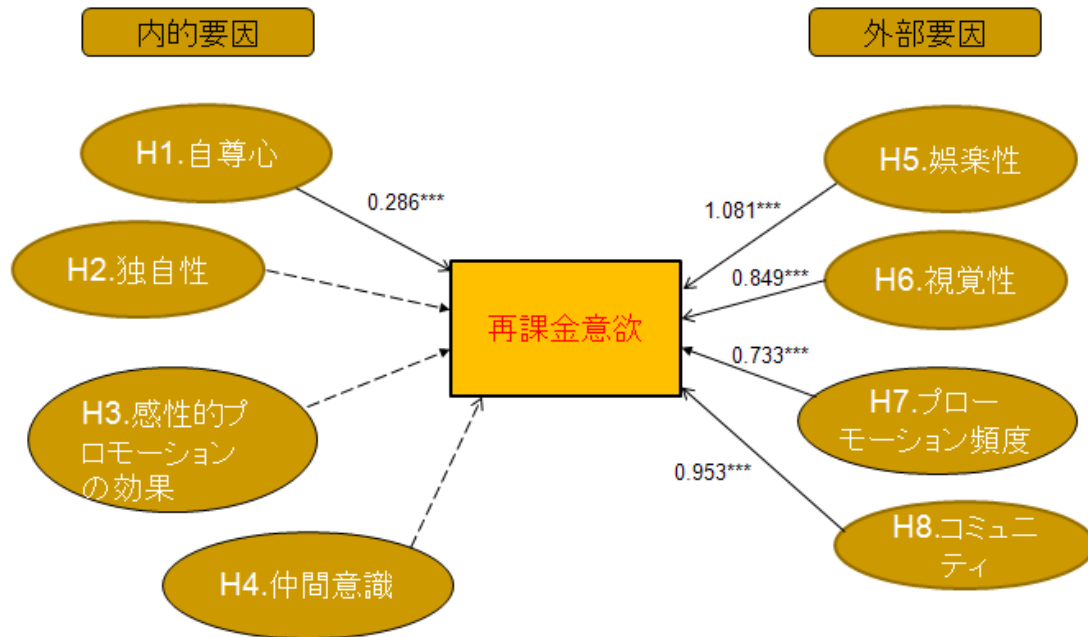 内的要因
外部要因
H1.自尊心
H2.独自性
H3.感性的プ
ロモーション
の効果
H4.仲間意識
0.286***
再課金意欲
1.081***
0.849***
0.733***
0.953***
H5.娯楽性
H6.視覚性
H7.プロー
モーション頻度
H8.コミュニ
ティ